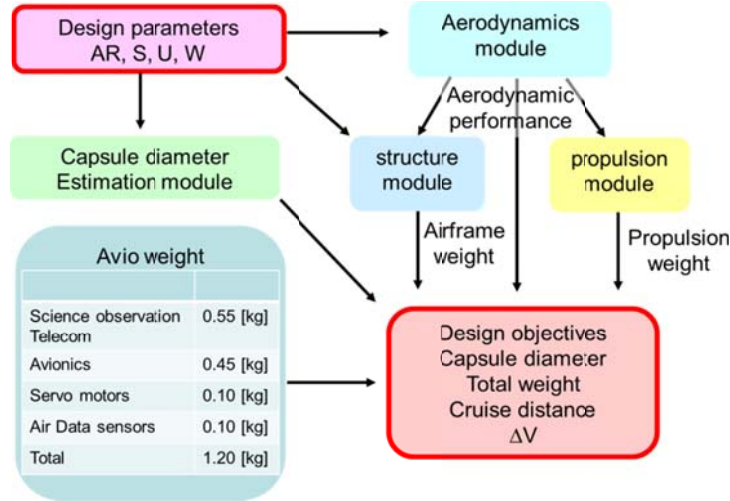 Design parameters
AR, S, U, W
Aerodynamics
module
Aerodynamic
performance
Capsule diameter
Estimation module
structure
module
propulsion
module
Airframe
weight
Propulsion
weight
Avio weight
Science observation 0.55 [kg]
Telecom
Avionics 0.45 [kg]
Servo motors 0.10 [kg]
Air Data sensors 0.10 [kg]
Total 1.20 [kg]
Design objectives
Capsule diameter
Total weight
Cruise distance
ΔV